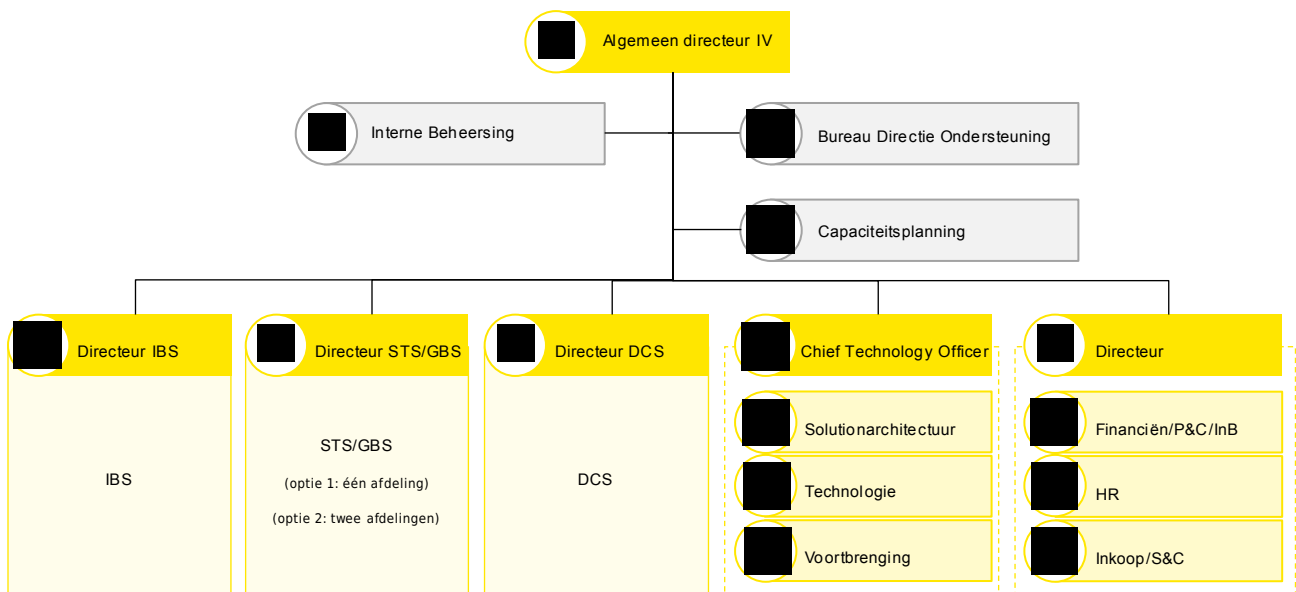 Algemeen directeur IV
Interne Beheersing
Bureau Directie Ondersteuning
Capaciteitsplanning
Directeur IBS
Directeur STS/GBS
Directeur DCS
Chief Technology Officer
Directeur
IBS
STS/GBS
(optie 1: één afdeling)
(optie 2: twee afdelingen)
DCS
Solutionarchitectuur
Technologie
Voortbrenging
Financiën/P&C/InB
HR
Inkoop/S&C